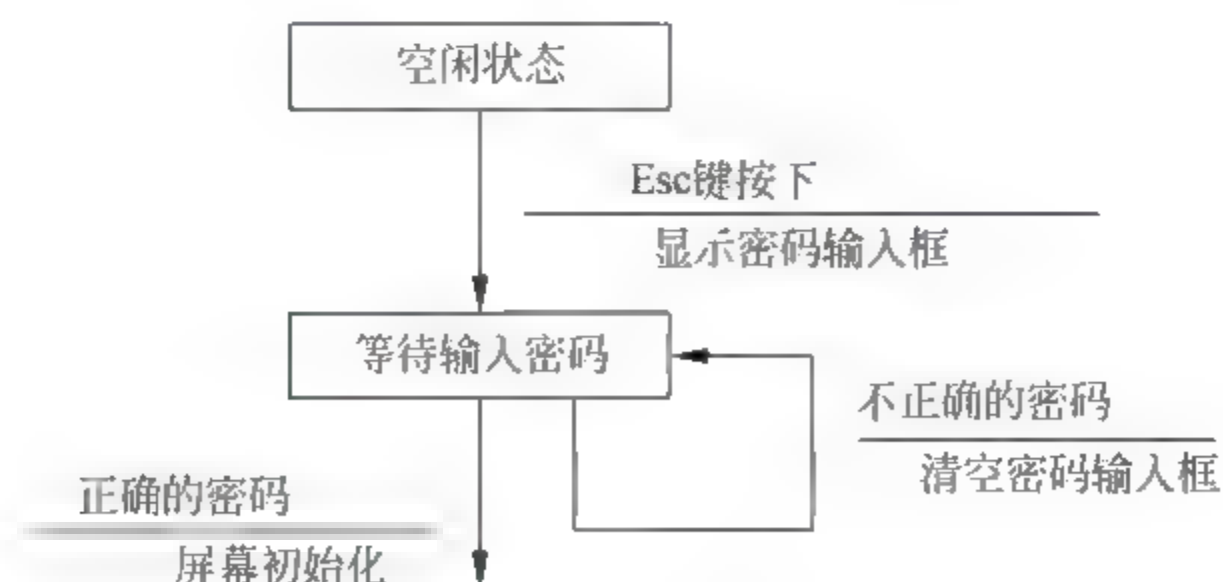 空闲状态
Esc键按下
显示密码输入框
等待输入密码
不正确的密码
清空密码输入框
正确的密码
屏幕初始化